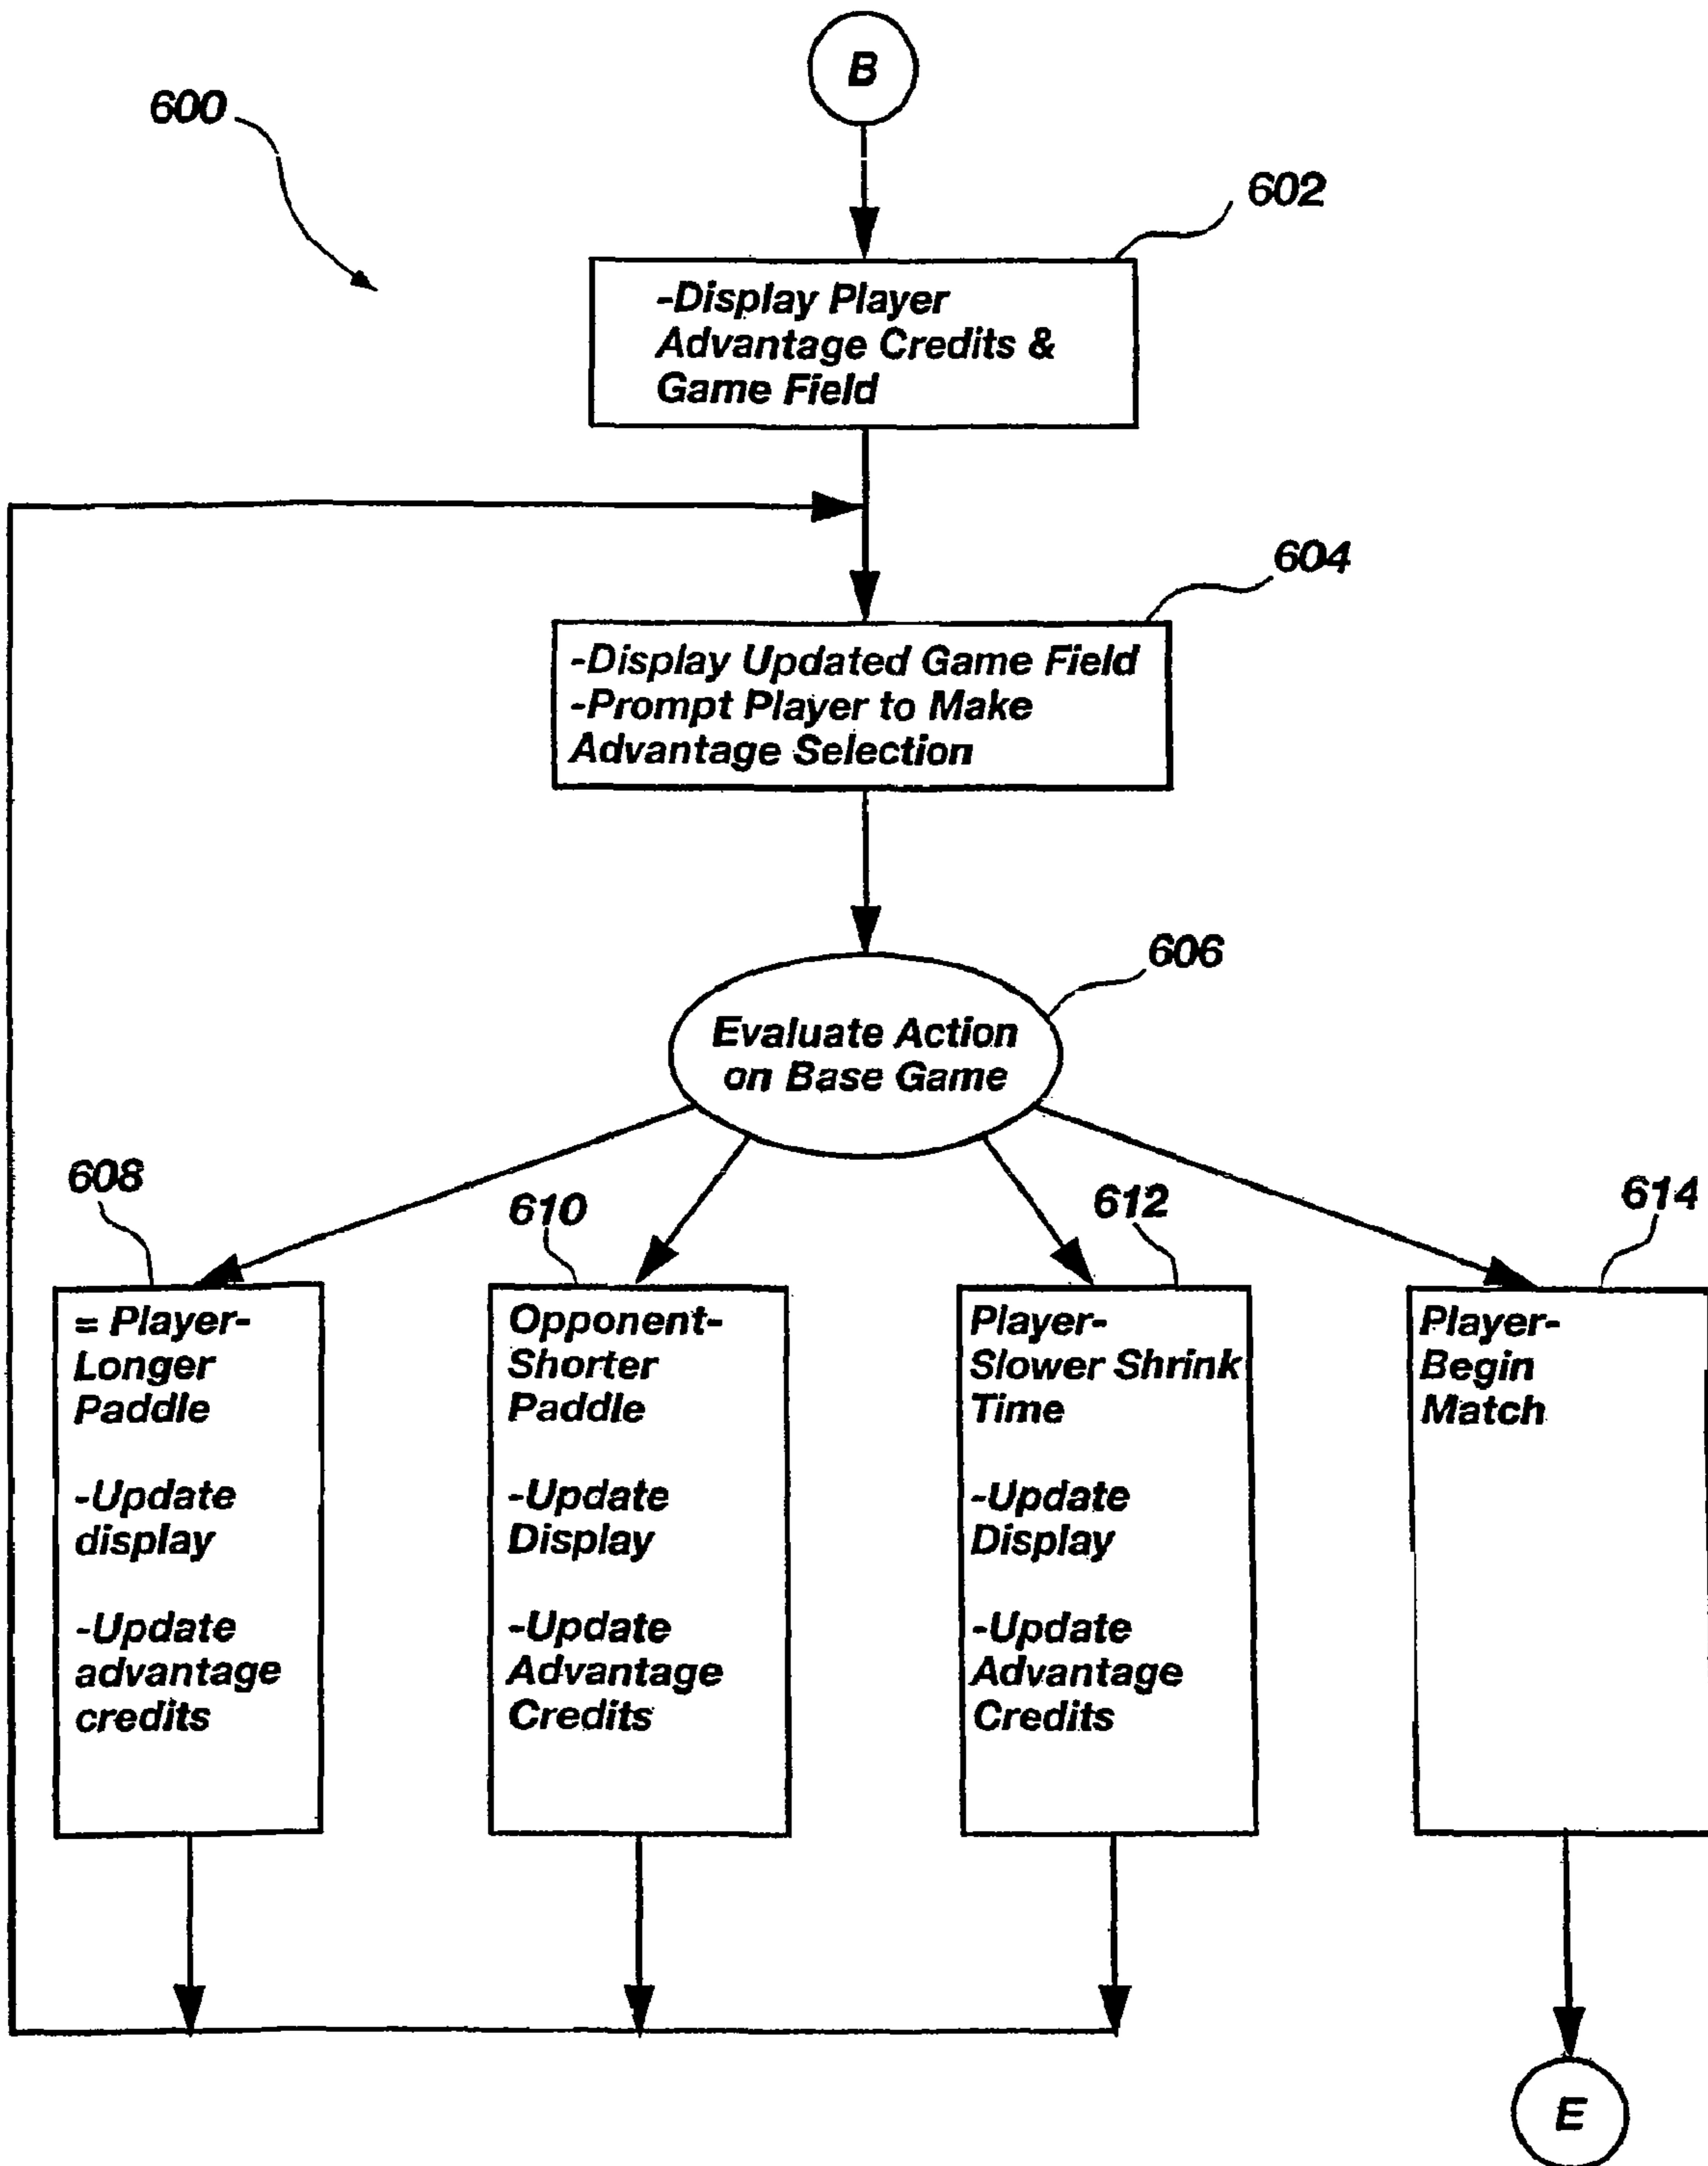 B
600
602
-Display Player
Advantage Credits &
Game Field
604
-Display Updated Game Field
-Prompt Player to Make
Advantage Selection
606
Evaluate Action
on Base Game
608
610
612
614
= Player-
Longer
Paddle
-Update
display
-Update
advantage
credits
Opponent-
Shorter
Paddle
-Update
Display
-Update
Advantage
Credits
Player-
Slower Shrink
Time
-Update
Display
-Update
Advantage
Credits
Player-
Begin
Match
E